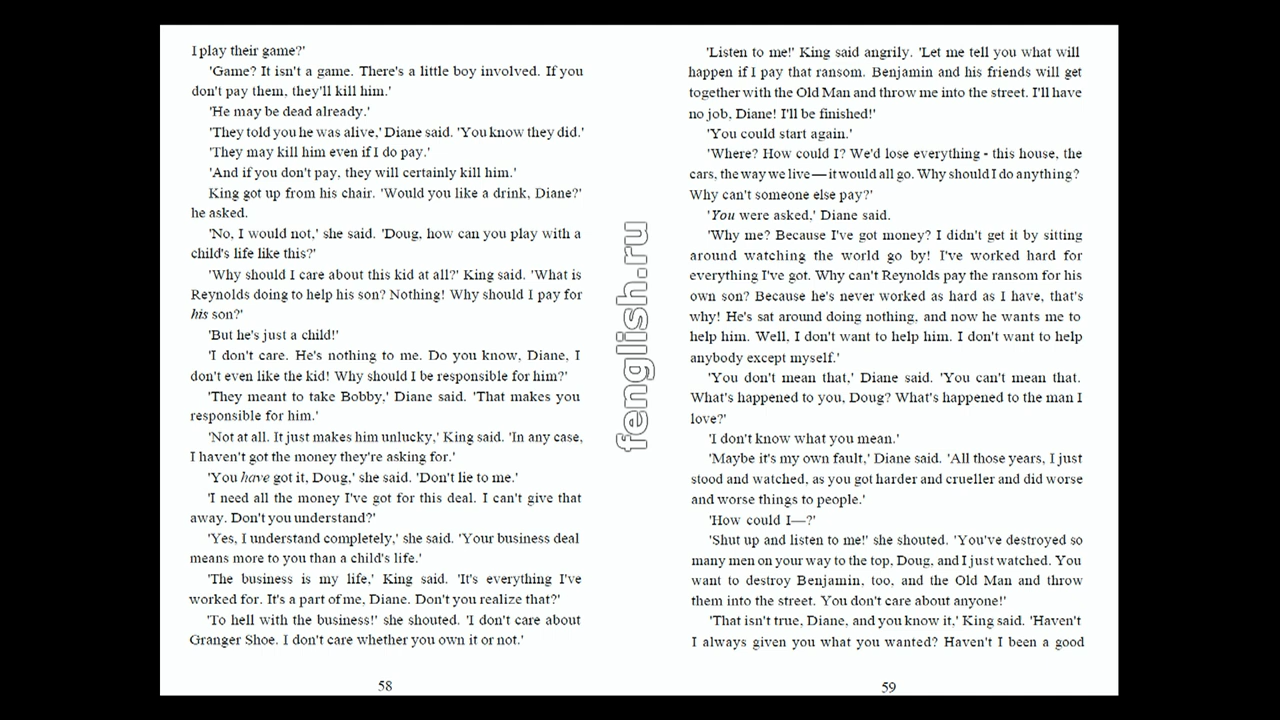 I play their game?'
'Game? It isn't a game. There's a little boy involved. If you
don't pay them, they'll kill him.'
'He may be dead already.'
'They told you he was alive,' Diane said. 'You know they did.'
'They may kill him even if I do pay.'
'And if you don't pay, they will certainly kill him.'
King got up from his chair. 'Would you like a drink, Diane?'
he asked.
'No, I would not,' she said. 'Doug, how can you play with a
child's life like this?'
'Why should I care about this kid at all?' King said. 'What is
Reynolds doing to help his son? Nothing! Why should I pay for
his son?'
'But he's just a child!'
'I don't care. He's nothing to me. Do you know, Diane, I
don't even like the kid! Why should I be responsible for him?'
'They meant to take Bobby,' Diane said. 'That makes you
responsible for him.'
'Not at all. It just makes him unlucky,' King said. 'In any case,
I haven't got the money they're asking for.'
'You have got it, Doug,' she said. 'Don't lie to me.'
'I need all the money I've got for this deal. I can't give that
away. Don't you understand?'
'Yes, I understand completely,' she said. 'Your business deal
means more to you than a child's life.'
'The business is my life,' King said. 'It's everything I've
worked for. It's a part of me, Diane. Don't you realize that?'
'To hell with the business!' she shouted. 'I don't care about
Granger Shoe. I don't care whether you own it or not.'
58
fenglish.ru
'Listen to me!' King said angrily. 'Let me tell you what will
happen if I pay that ransom. Benjamin and his friends will get
together with the Old Man and throw me into the street. I'll have
no job, Diane! I'll be finished!'
'You could start again.'
'Where? How could I? We'd lose everything - this house, the
cars, the way we live — it would all go. Why should I do anything?
Why can't someone else pay?'
'You were asked,' Diane said.
'Why me? Because I've got money? I didn't get it by sitting
around watching the world go by! I've worked hard for
everything I've got. Why can't Reynolds pay the ransom for his
own son? Because he's never worked as hard as I have, that's
why! He's sat around doing nothing, and now he wants me to
help him. Well, I don't want to help him. I don't want to help
anybody except myself.'
'You don't mean that,' Diane said. 'You can't mean that.
What's happened to you, Doug? What's happened to the man I
love?'
'I don't know what you mean.'
'Maybe it's my own fault,' Diane said. 'All those years, I just
stood and watched, as you got harder and crueller and did worse
and worse things to people.'
'How could I—?'
'Shut up and listen to me!' she shouted. 'You've destroyed so
many men on your way to the top, Doug, and I just watched. You
want to destroy Benjamin, too, and the Old Man and throw
them into the street. You don't care about anyone!'
'That isn't true, Diane, and you know it,' King said. 'Haven't
I always given you what you wanted? Haven't I been a good
59